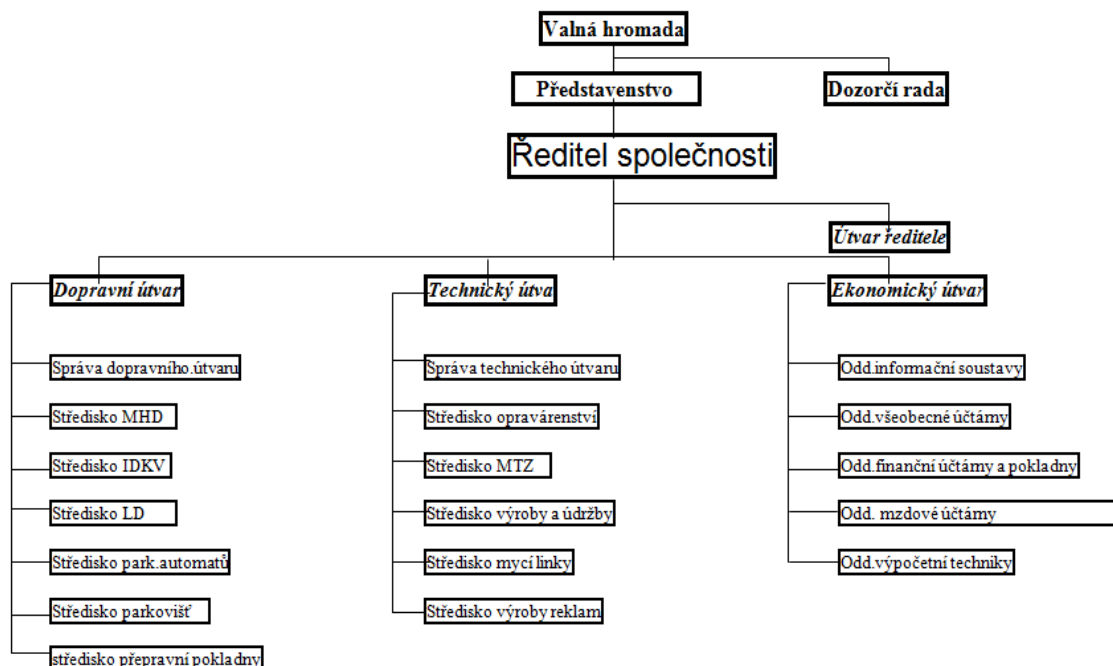 Valná hromada
Představenstvo
Dozorčí rada
Ředitel společnosti
Útvar ředitele
Dopravní útvar
Správa dopravního.útvaru
Středisko MHD
Středisko IDKV
Středisko LD
Středisko park.automatů
Středisko parkovišť
středisko přepravní pokladny
Technický útva
Správa technického útvaru
Středisko opravárenství
Středisko MTZ
Středisko výroby a údržby
Středisko mycí linky
Středisko výroby reklam
Ekonomický útvar
Odd.informační soustavy
Odd.všeobecné účtárny
Odd.finanční účtárny a pokladny
Odd. mzdové účtárny
Odd.výpočetní techniky